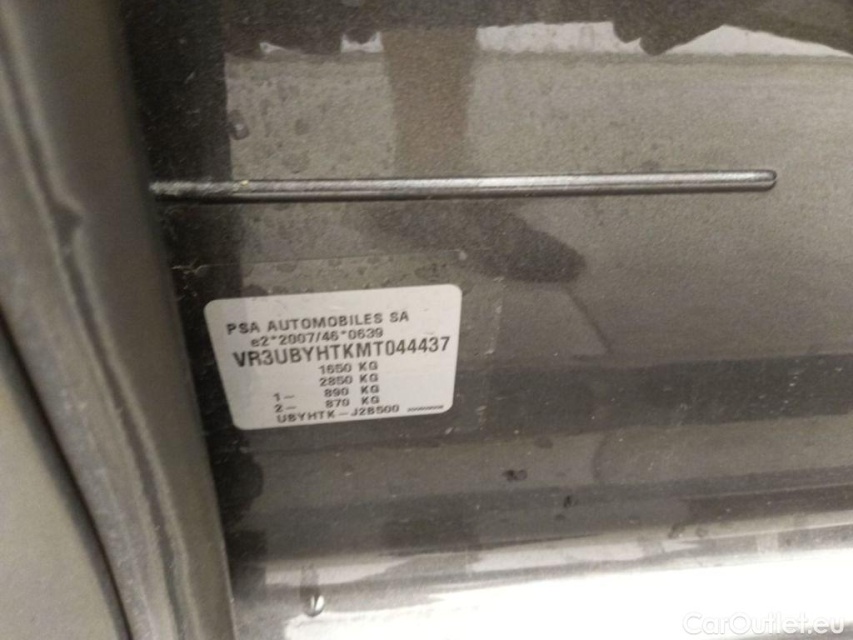 PSA AUTOMOBILES SA
e2*2007/46*0639
VR3UBYHTKMT044437
1650 KG
2850 KG
1- 890 KG
2- 870 KG
UBYHTK-J2B500
CarOutlet.eu